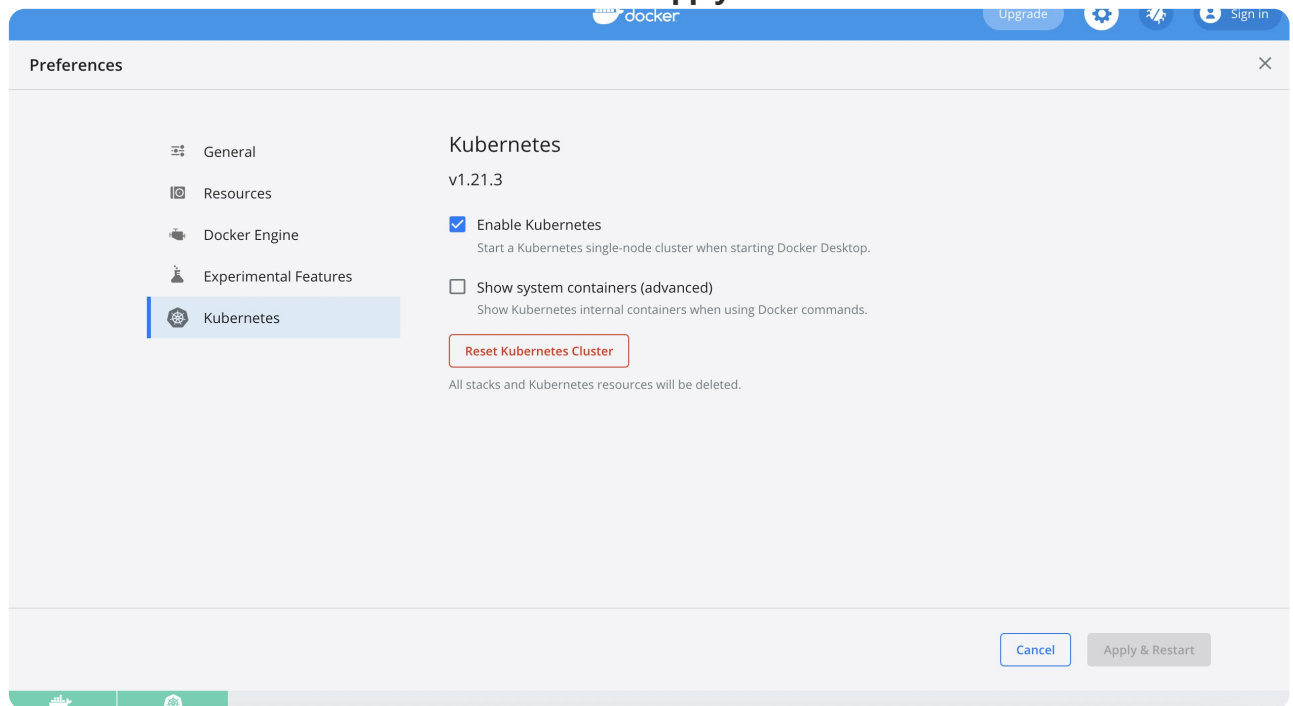 docker
Upgrade
Sign in
Preferences
General
Resources
Docker Engine
Experimental Features
Kubernetes
Kubernetes
v1.21.3
Enable Kubernetes
Start a Kubernetes single-node cluster when starting Docker Desktop.
Show system containers (advanced)
Show Kubernetes internal containers when using Docker commands.
Reset Kubernetes Cluster
All stacks and Kubernetes resources will be deleted.
Cancel
Apply & Restart